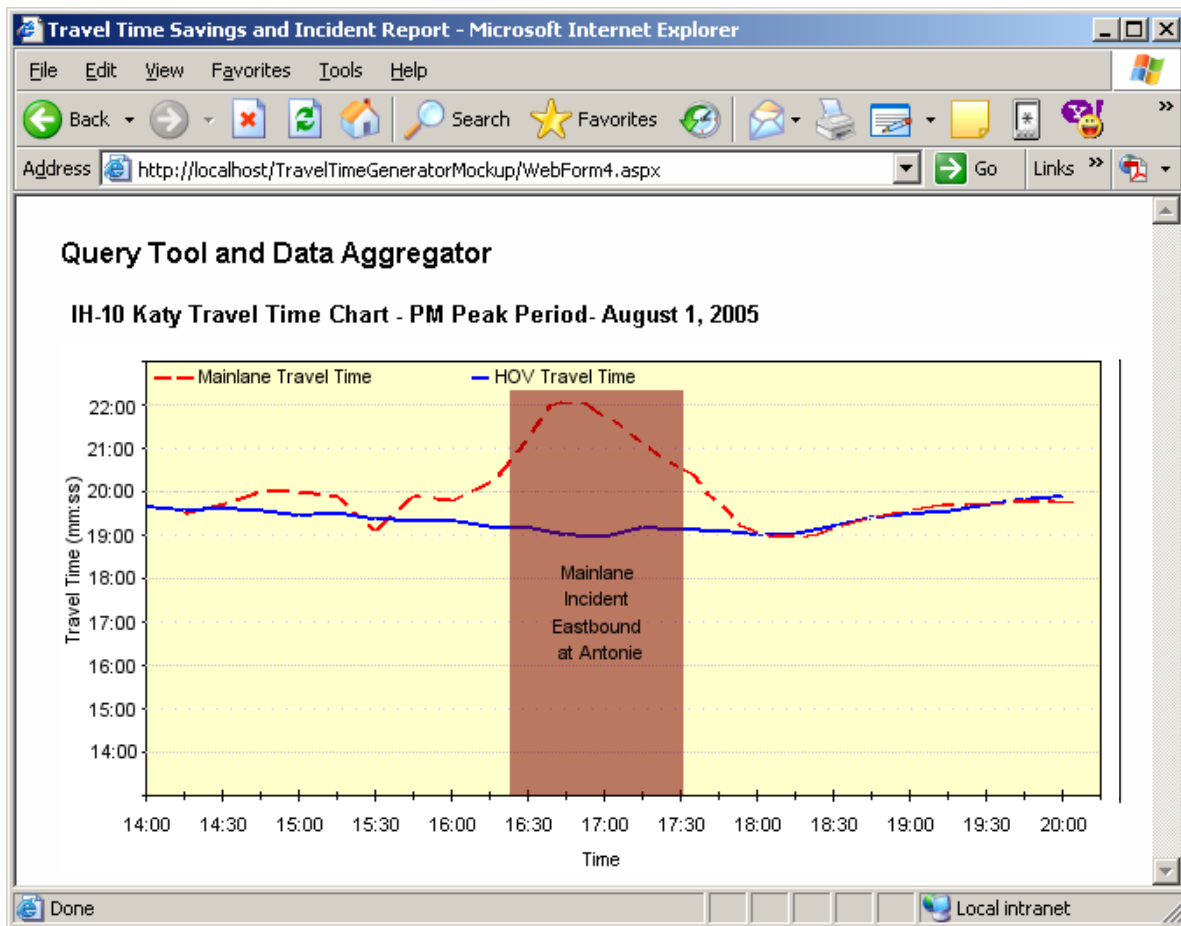 Travel Time Savings and Incident Report - Microsoft Internet Explorer
File Edit View Favorites Tools Help
Back Search Favorites
Address http://localhost/TravelTimeGeneratorMockup/WebForm4.aspx Go Links
Query Tool and Data Aggregator
IH-10 Katy Travel Time Chart - PM Peak Period- August 1, 2005
Mainlane Travel Time HOV Travel Time
Travel Time (mm:ss)
22:00
21:00
20:00
19:00
18:00
17:00
16:00
15:00
14:00
Mainlane
Incident
Eastbound
at Antonie
14:00 14:30 15:00 15:30 16:00 16:30 17:00 17:30 18:00 18:30 19:00 19:30 20:00
Time
Done Local intranet